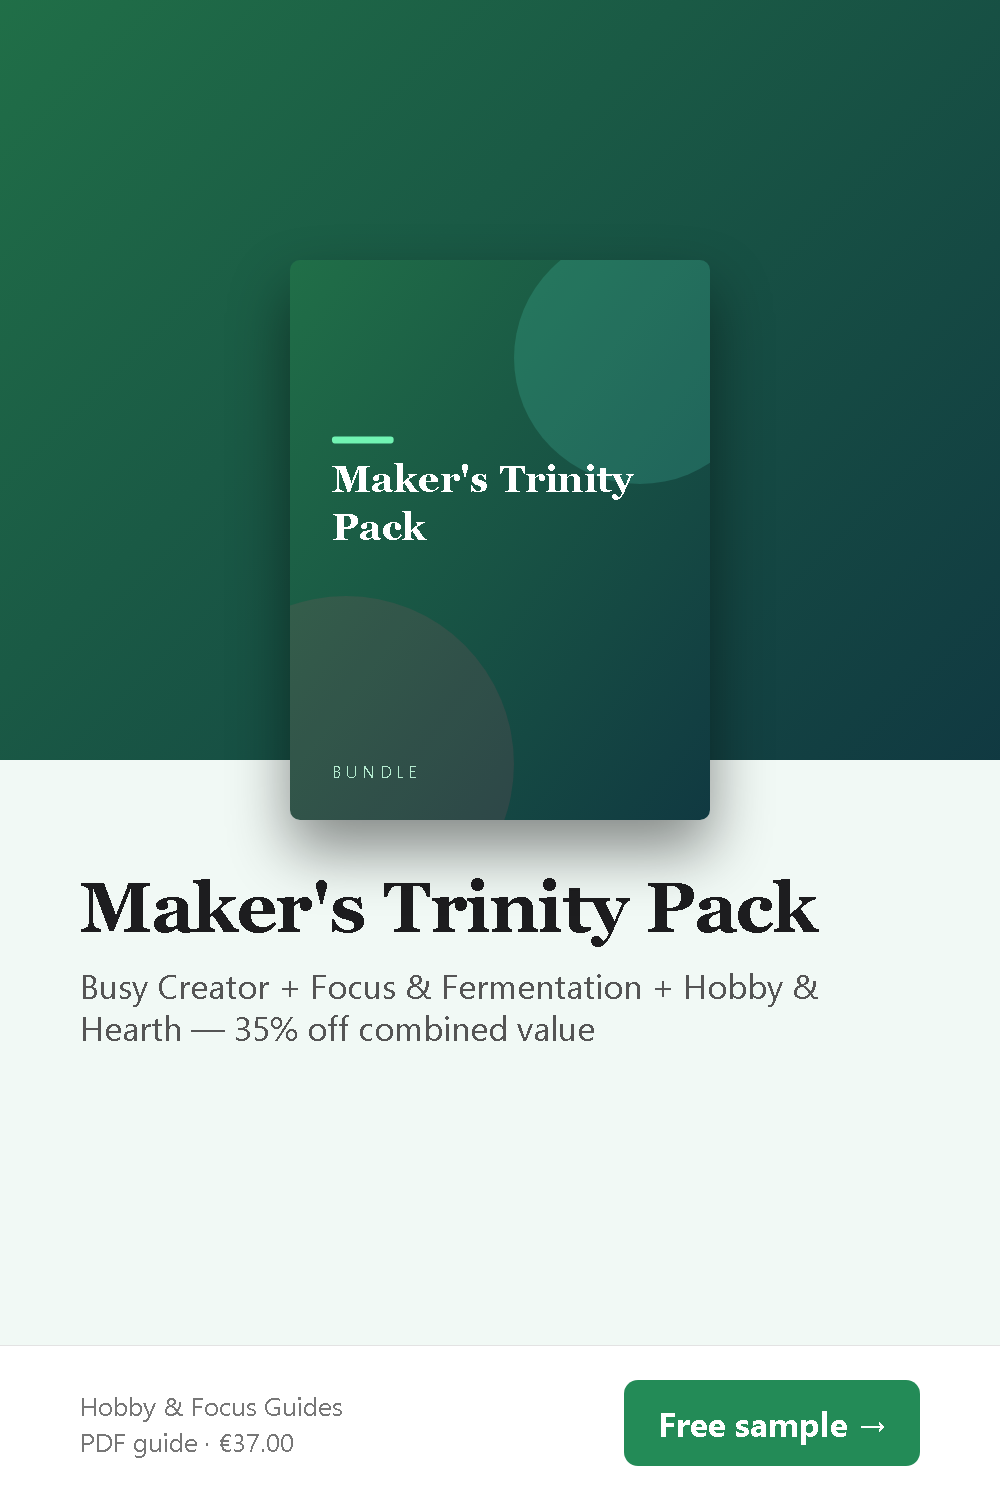 Maker's Trinity
Pack
BUNDLE
Maker's Trinity Pack
Busy Creator + Focus & Fermentation + Hobby &
Hearth — 35% off combined value
Hobby & Focus Guides
PDF guide · €37.00
Free sample →